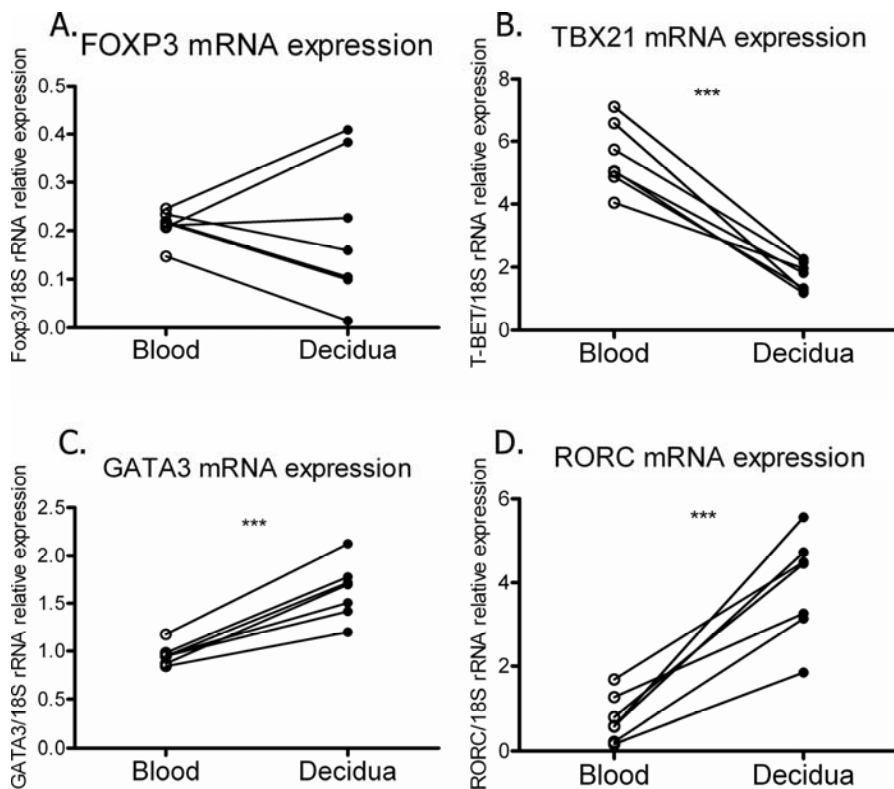 A.
FOXP3 mRNA expression
Foxp3/18S rRNA relative expression
0.5
0.4
0.3
0.2
0.1
0.0
Blood Decidua
B.
TBX21 mRNA expression
T-BET/18S rRNA relative expression
8
6
4
2
0
***
Blood Decidua
C.
GATA3 mRNA expression
GATA3/18S rRNA relative expression
2.5
2.0
1.5
1.0
0.5
0.0
***
Blood Decidua
D.
RORC mRNA expression
RORC/18S rRNA relative expression
6
4
2
0
***
Blood Decidua